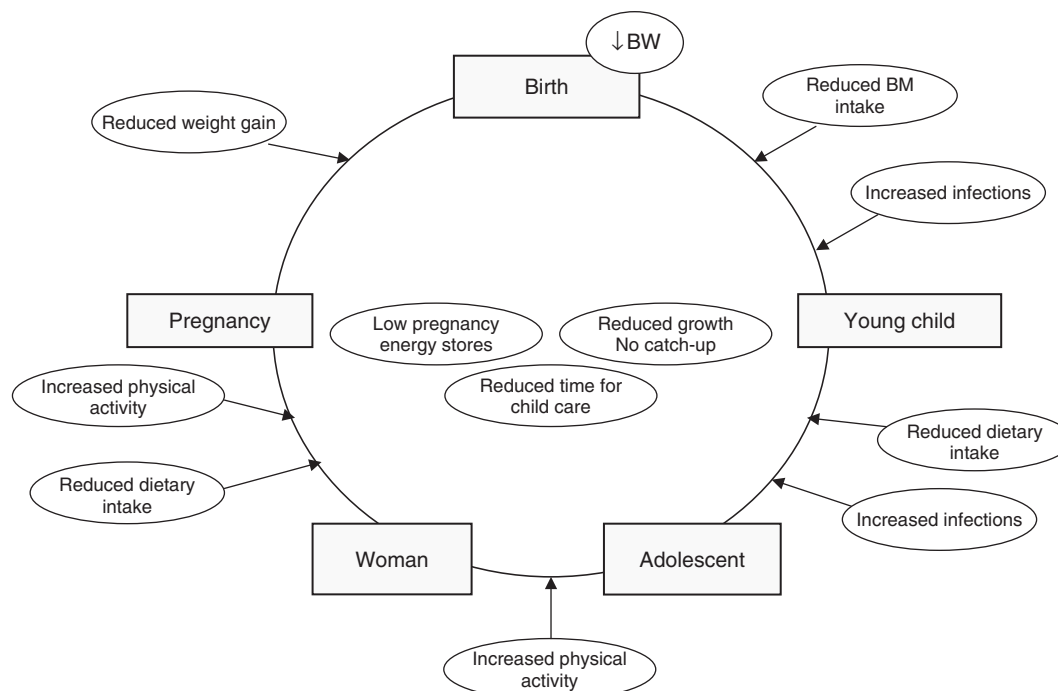 ↓BW
Birth
Reduced BM
intake
Reduced weight gain
Increased infections
Pregnancy
Low pregnancy
energy stores
Reduced growth
No catch-up
Young child
Reduced time for
child care
Increased physical
activity
Reduced dietary
intake
Reduced dietary
intake
Increased infections
Woman
Adolescent
Increased physical
activity